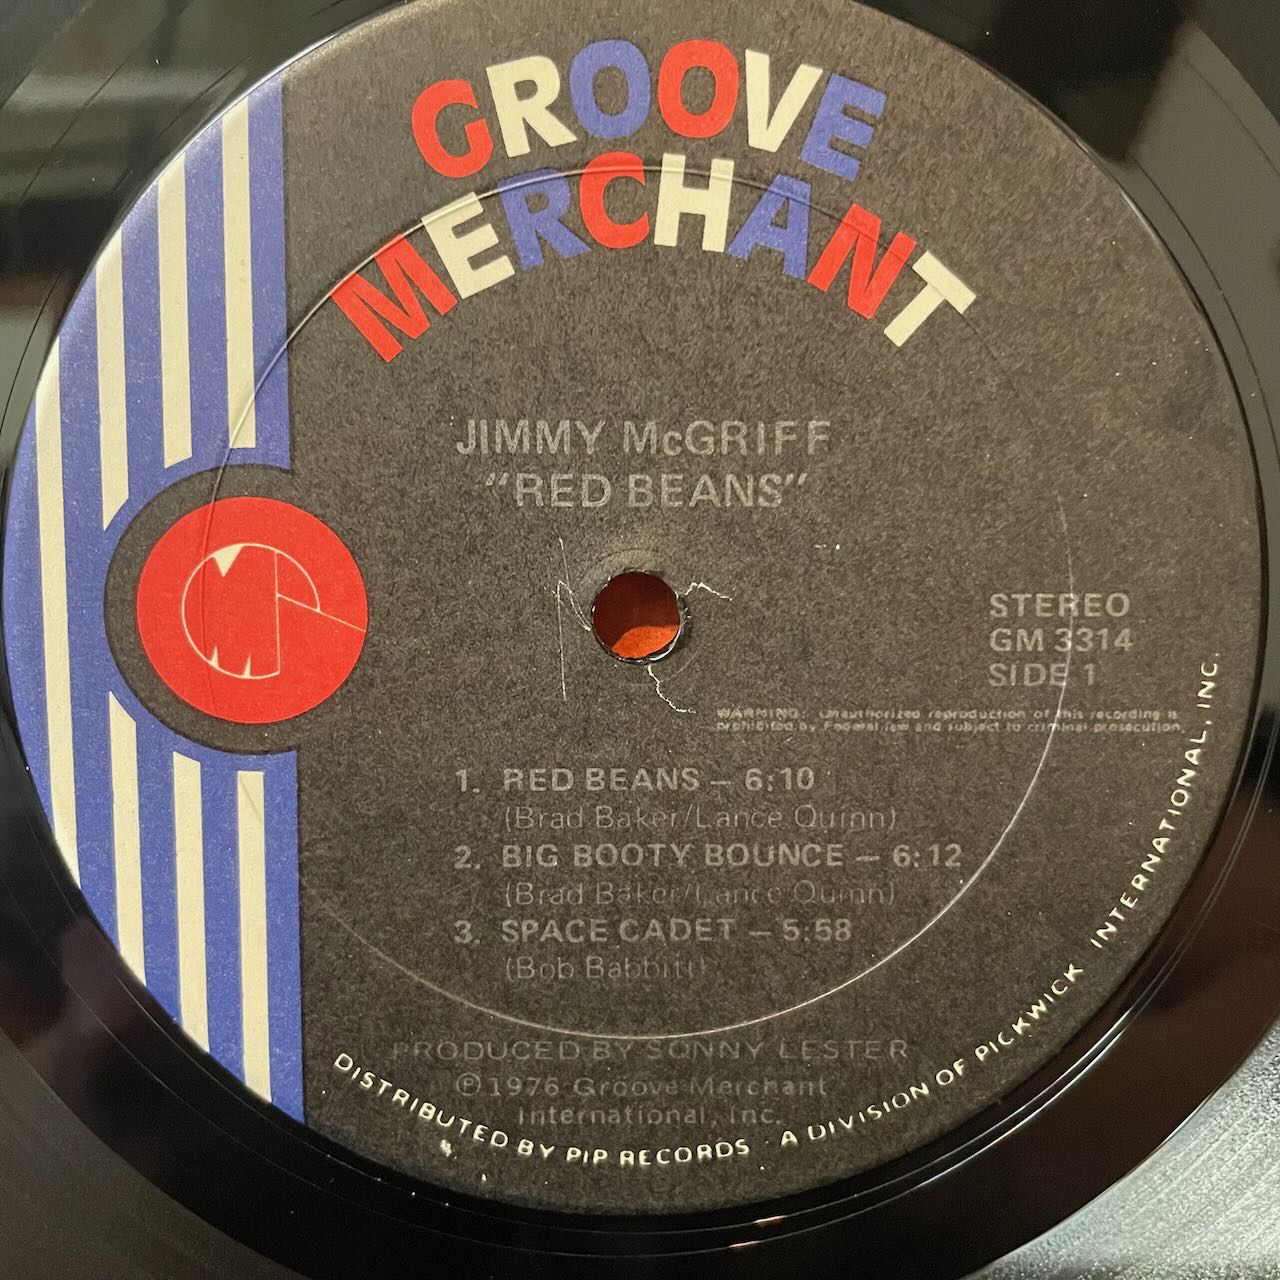 GROOVE
MERCHANT
JIMMY McGRIFF
"RED BEANS"
STEREO
GM 3314
SIDE 1
WARNING: Unauthorized reproduction of this recording is
prohibited by Federal law and subject to criminal prosecution.
1. RED BEANS — 6:10
(Brad Baker/Lance Quinn)
2. BIG BOOTY BOUNCE — 6:12
(Brad Baker/Lance Quinn)
3. SPACE CADET — 5:58
(Bob Babbitt)
PRODUCED BY SONNY LESTER
℗ 1976 Groove Merchant
International, Inc.
DISTRIBUTED BY PIP RECORDS · A DIVISION OF PICKWICK INTERNATIONAL, INC.